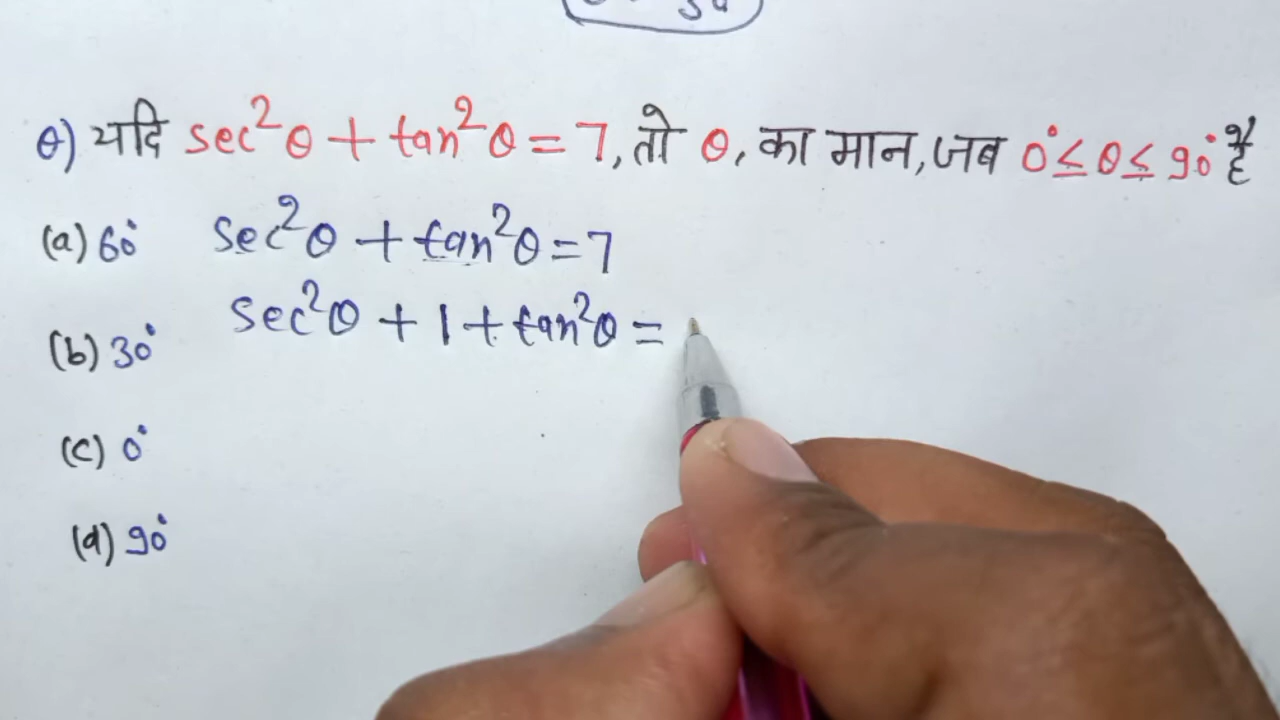 θ) यदि sec²θ + tan²θ = 7, तो θ, का मान, जब 0° ≤ θ ≤ 90° है
(a) 60° sec²θ + tan²θ = 7
sec²θ + 1 + tan²θ =
(b) 30°
(c) 0°
(d) 90°